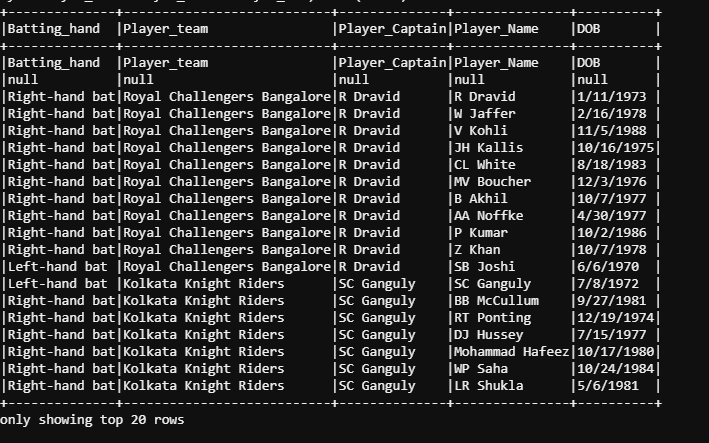 +--------------+---------------------------+--------------+---------------+----------+
|Batting_hand  |Player_team                |Player_Captain|Player_Name    |DOB       |
+--------------+---------------------------+--------------+---------------+----------+
|Batting_hand  |Player_team                |Player_Captain|Player_Name    |DOB       |
|null          |null                       |null          |null           |null      |
|Right-hand bat|Royal Challengers Bangalore|R Dravid      |R Dravid       |1/11/1973 |
|Right-hand bat|Royal Challengers Bangalore|R Dravid      |W Jaffer       |2/16/1978 |
|Right-hand bat|Royal Challengers Bangalore|R Dravid      |V Kohli        |11/5/1988 |
|Right-hand bat|Royal Challengers Bangalore|R Dravid      |JH Kallis      |10/16/1975|
|Right-hand bat|Royal Challengers Bangalore|R Dravid      |CL White       |8/18/1983 |
|Right-hand bat|Royal Challengers Bangalore|R Dravid      |MV Boucher     |12/3/1976 |
|Right-hand bat|Royal Challengers Bangalore|R Dravid      |B Akhil        |10/7/1977 |
|Right-hand bat|Royal Challengers Bangalore|R Dravid      |AA Noffke      |4/30/1977 |
|Right-hand bat|Royal Challengers Bangalore|R Dravid      |P Kumar        |10/2/1986 |
|Right-hand bat|Royal Challengers Bangalore|R Dravid      |Z Khan         |10/7/1978 |
|Left-hand bat |Royal Challengers Bangalore|R Dravid      |SB Joshi       |6/6/1970  |
|Left-hand bat |Kolkata Knight Riders      |SC Ganguly    |SC Ganguly     |7/8/1972  |
|Right-hand bat|Kolkata Knight Riders      |SC Ganguly    |BB McCullum    |9/27/1981 |
|Right-hand bat|Kolkata Knight Riders      |SC Ganguly    |RT Ponting     |12/19/1974|
|Right-hand bat|Kolkata Knight Riders      |SC Ganguly    |DJ Hussey      |7/15/1977 |
|Right-hand bat|Kolkata Knight Riders      |SC Ganguly    |Mohammad Hafeez|10/17/1980|
|Right-hand bat|Kolkata Knight Riders      |SC Ganguly    |WP Saha        |10/24/1984|
|Right-hand bat|Kolkata Knight Riders      |SC Ganguly    |LR Shukla      |5/6/1981  |
+--------------+---------------------------+--------------+---------------+----------+
only showing top 20 rows